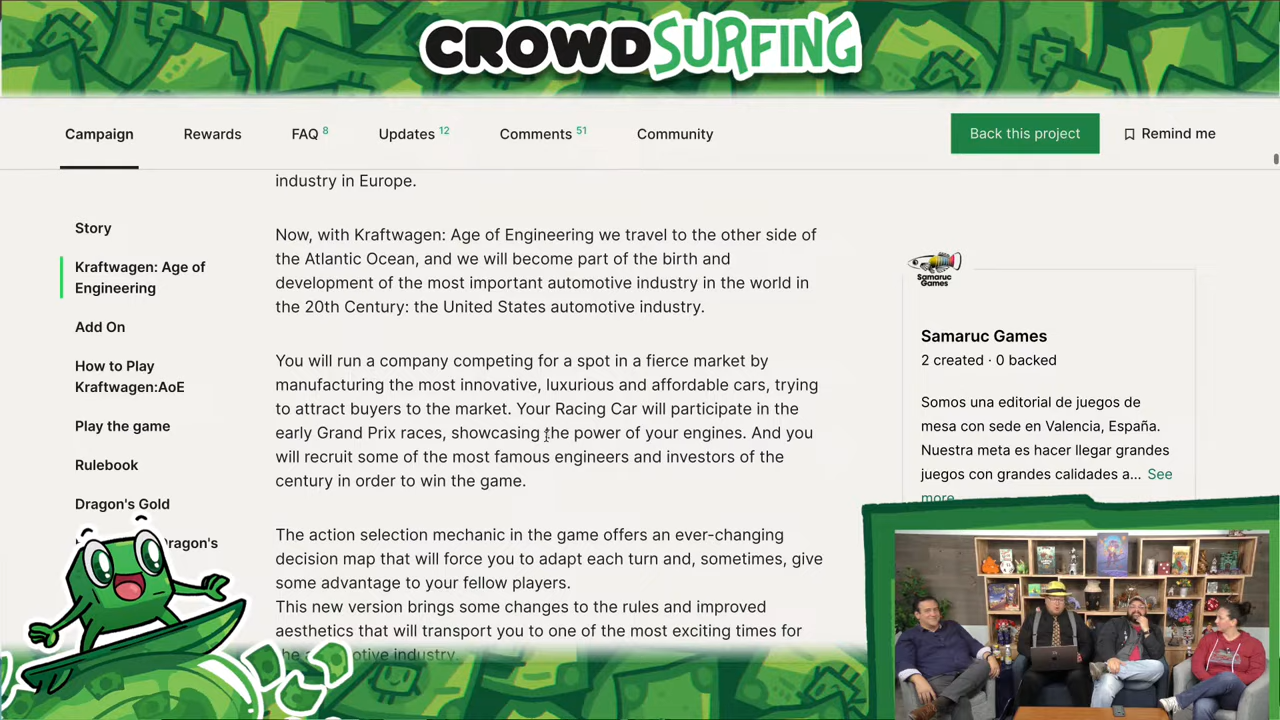 CROWDSURFING
Campaign
Rewards
FAQ 8
Updates 12
Comments 51
Community
Back this project
Remind me
industry in Europe.
Story
Kraftwagen: Age of
Engineering
Add On
How to Play
Kraftwagen:AoE
Play the game
Rulebook
Dragon's Gold
Dragon's
Now, with Kraftwagen: Age of Engineering we travel to the other side of
the Atlantic Ocean, and we will become part of the birth and
development of the most important automotive industry in the world in
the 20th Century: the United States automotive industry.
You will run a company competing for a spot in a fierce market by
manufacturing the most innovative, luxurious and affordable cars, trying
to attract buyers to the market. Your Racing Car will participate in the
early Grand Prix races, showcasing the power of your engines. And you
will recruit some of the most famous engineers and investors of the
century in order to win the game.
The action selection mechanic in the game offers an ever-changing
decision map that will force you to adapt each turn and, sometimes, give
some advantage to your fellow players.
This new version brings some changes to the rules and improved
aesthetics that will transport you to one of the most exciting times for
the automotive industry.
Samaruc
Games
Samaruc Games
2 created · 0 backed
Somos una editorial de juegos de
mesa con sede en Valencia, España.
Nuestra meta es hacer llegar grandes
juegos con grandes calidades a... See
more